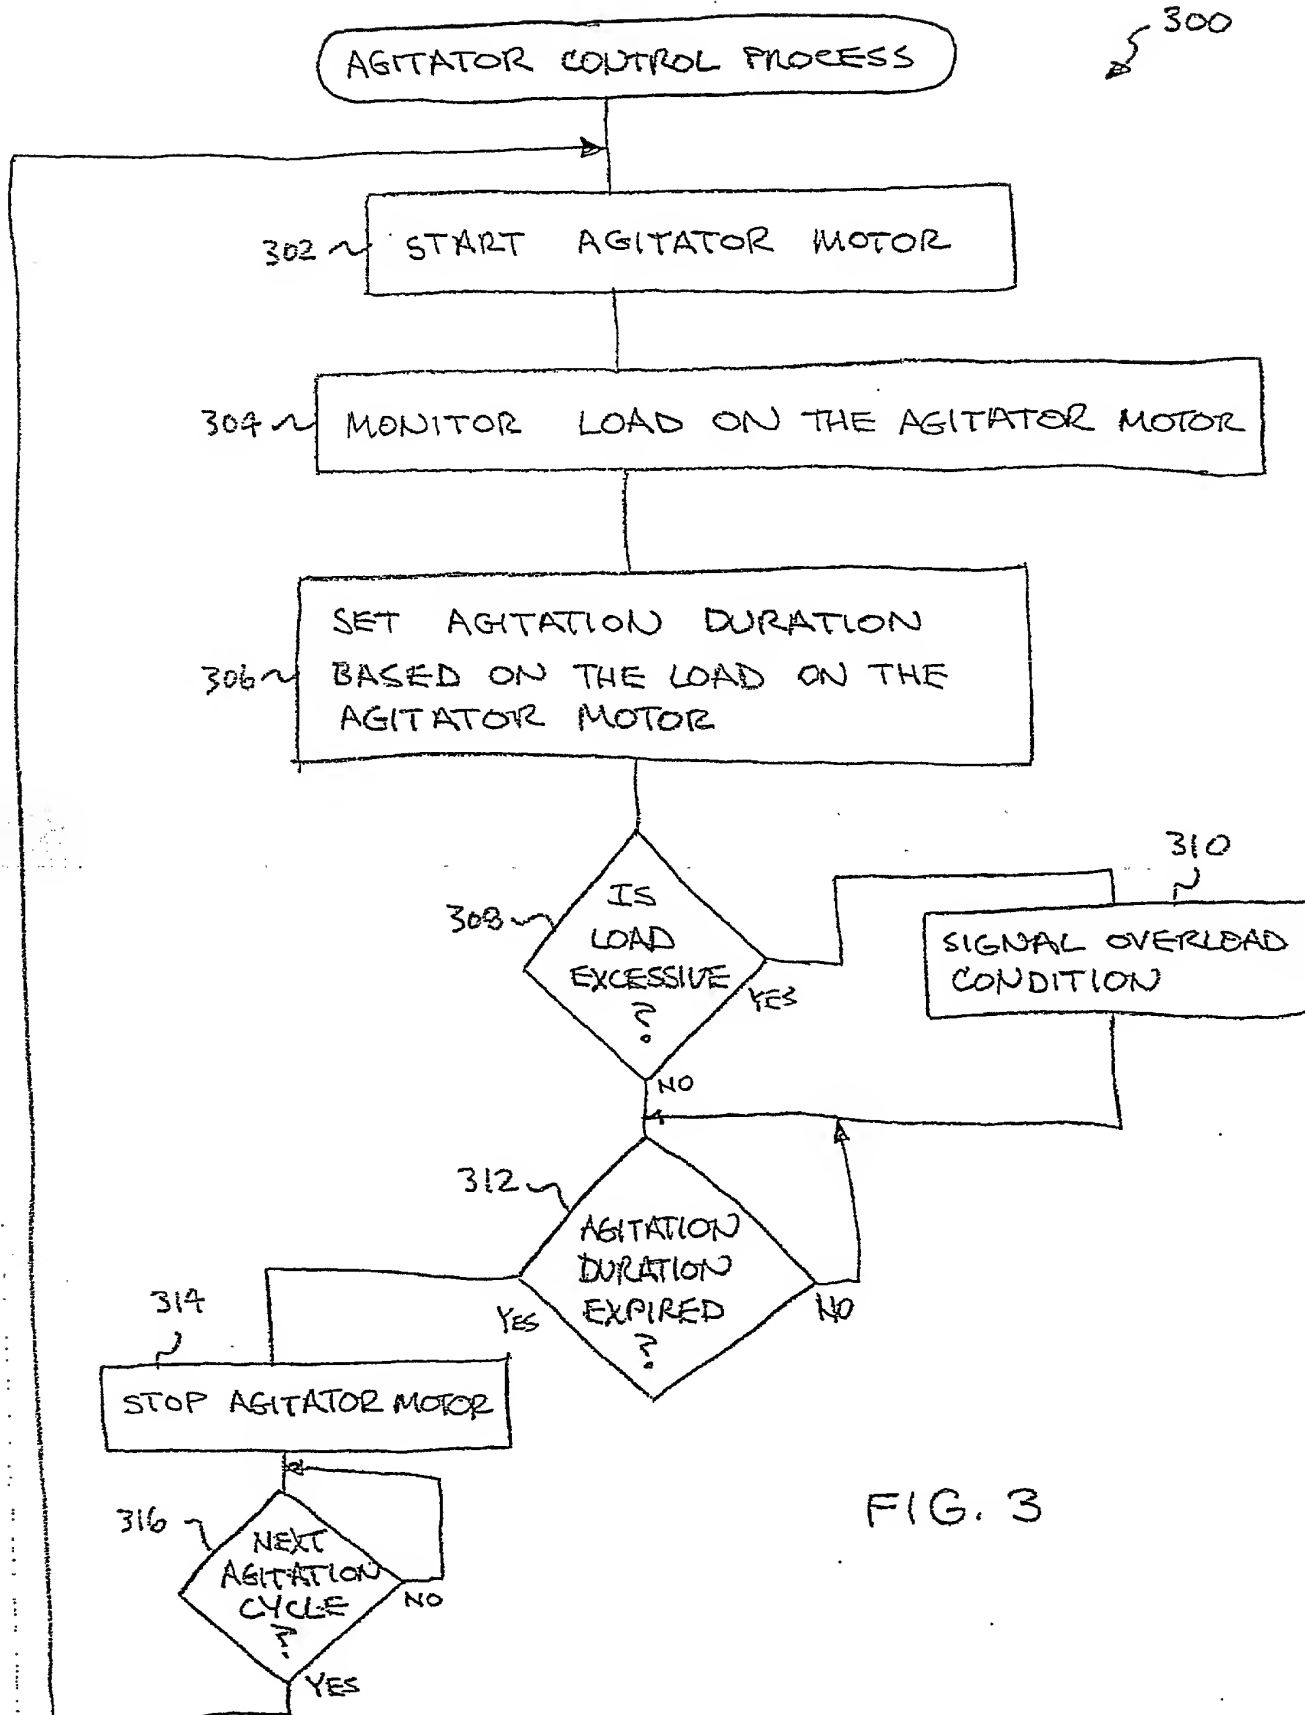 300
AGITATOR CONTROL PROCESS
302
START AGITATOR MOTOR
304
MONITOR LOAD ON THE AGITATOR MOTOR
306
SET AGITATION DURATION
BASED ON THE LOAD ON THE
AGITATOR MOTOR
308
IS
LOAD
EXCESSIVE
?
YES
NO
310
SIGNAL OVERLOAD
CONDITION
312
AGITATION
DURATION
EXPIRED
?
YES
NO
314
STOP AGITATOR MOTOR
316
NEXT
AGITATION
CYCLE
?
NO
YES
FIG. 3